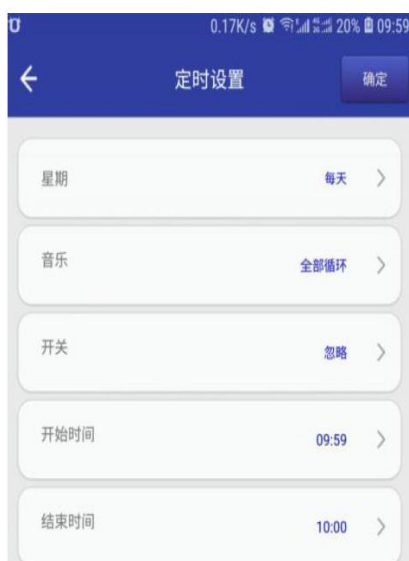 0.17K/s 20% 09:59
定时设置 确定
星期 每天
音乐 全部循环
开关 忽略
开始时间 09:59
结束时间 10:00